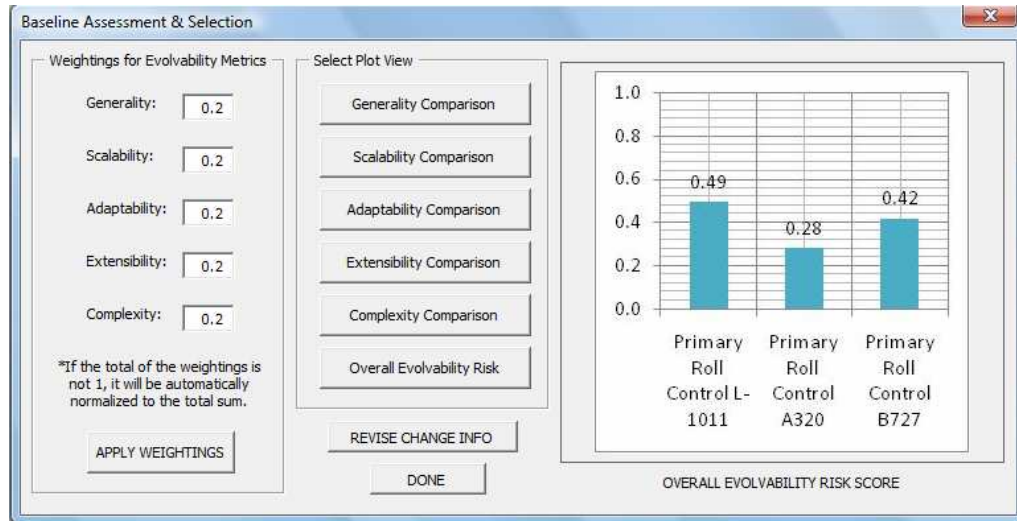 Baseline Assessment & Selection
Weightings for Evolvability Metrics
Generality: 0.2
Scalability: 0.2
Adaptability: 0.2
Extensibility: 0.2
Complexity: 0.2
*If the total of the weightings is
not 1, it will be automatically
normalized to the total sum.
APPLY WEIGHTINGS
Select Plot View
Generality Comparison
Scalability Comparison
Adaptability Comparison
Extensibility Comparison
Complexity Comparison
Overall Evolvability Risk
REVISE CHANGE INFO
DONE
1.0
0.8
0.6
0.4
0.2
0.0
0.49
0.28
0.42
Primary
Roll
Control L-
1011
Primary
Roll
Control
A320
Primary
Roll
Control
B727
OVERALL EVOLVABILITY RISK SCORE